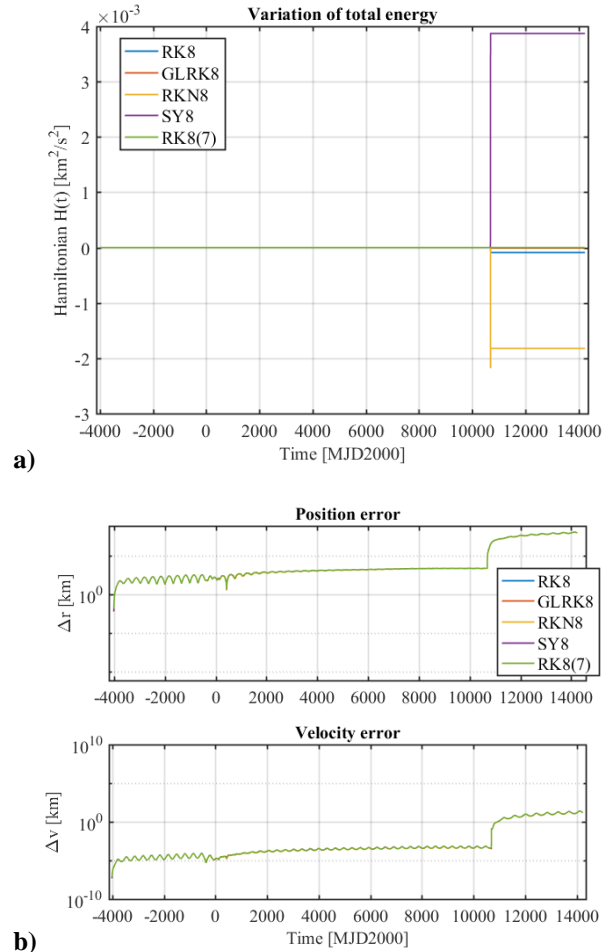 ×10⁻³
Variation of total energy
4
3
2
1
0
-1
-2
-3
Hamiltonian H(t) [km²/s²]
RK8
GLRK8
RKN8
SY8
RK8(7)
-4000 -2000 0 2000 4000 6000 8000 10000 12000 14000
Time [MJD2000]
a)
Position error
10⁰
Δr [km]
RK8
GLRK8
RKN8
SY8
RK8(7)
-4000 -2000 0 2000 4000 6000 8000 10000 12000 14000
Velocity error
10¹⁰
10⁰
10⁻¹⁰
Δv [km]
-4000 -2000 0 2000 4000 6000 8000 10000 12000 14000
Time [MJD2000]
b)